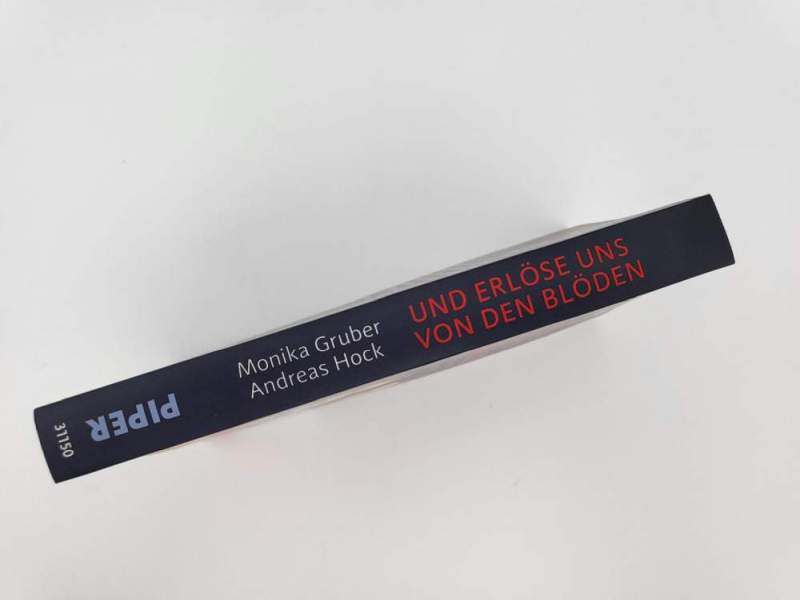 Monika Gruber
Andreas Hock
UND ERLÖSE UNS
VON DEN BLÖDEN
PIPER
31150